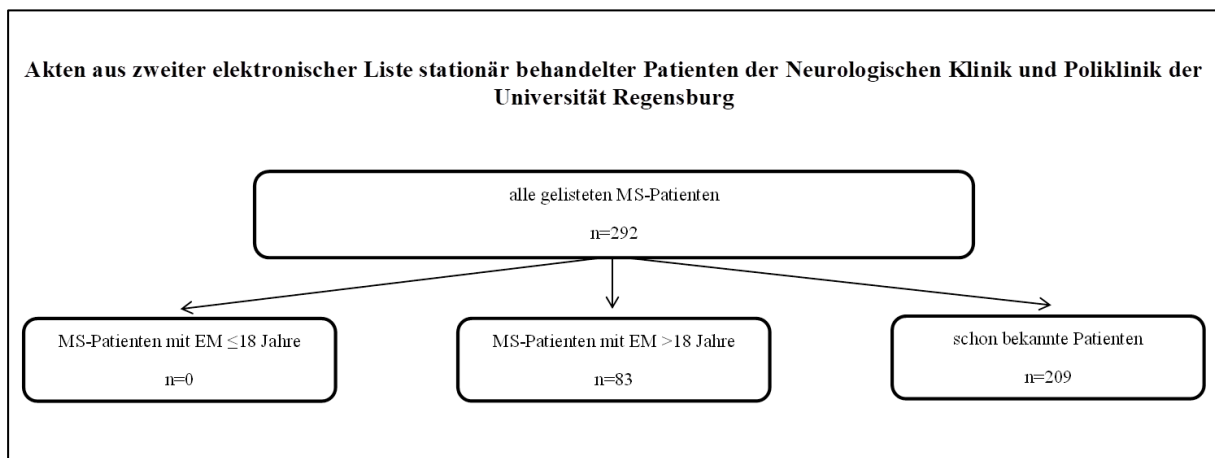 Akten aus zweiter elektronischer Liste stationär behandelter Patienten der Neurologischen Klinik und Poliklinik der
Universität Regensburg
alle gelisteten MS-Patienten
n=292
MS-Patienten mit EM ≤18 Jahre
n=0
MS-Patienten mit EM >18 Jahre
n=83
schon bekannte Patienten
n=209